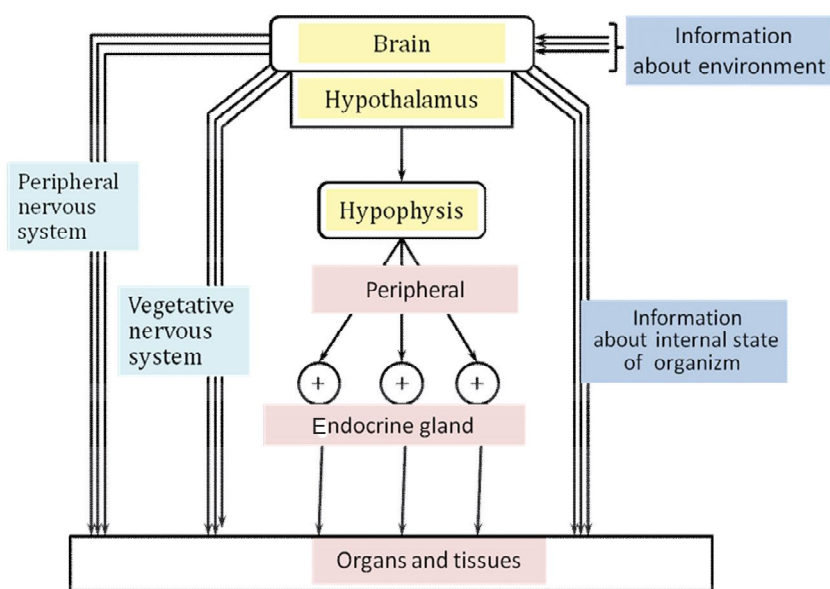 Brain
Information
about environment
Hypothalamus
Peripheral
nervous
system
Hypophysis
Peripheral
Vegetative
nervous
system
Information
about internal state
of organizm
+ + +
Endocrine gland
Organs and tissues